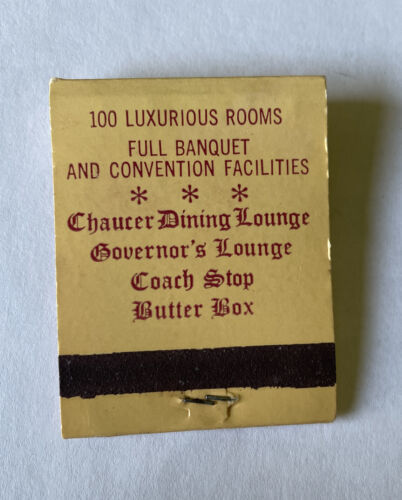 100 LUXURIOUS ROOMS
FULL BANQUET
AND CONVENTION FACILITIES
* * *
Chaucer Dining Lounge
Governor's Lounge
Coach Stop
Butter Box